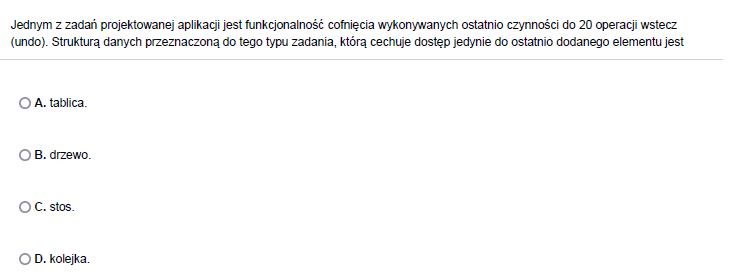 Jednym z zadań projektowanej aplikacji jest funkcjonalność cofnięcia wykonywanych ostatnio czynności do 20 operacji wstecz
(undo). Strukturą danych przeznaczoną do tego typu zadania, którą cechuje dostęp jedynie do ostatnio dodanego elementu jest
A. tablica.
B. drzewo.
C. stos.
D. kolejka.